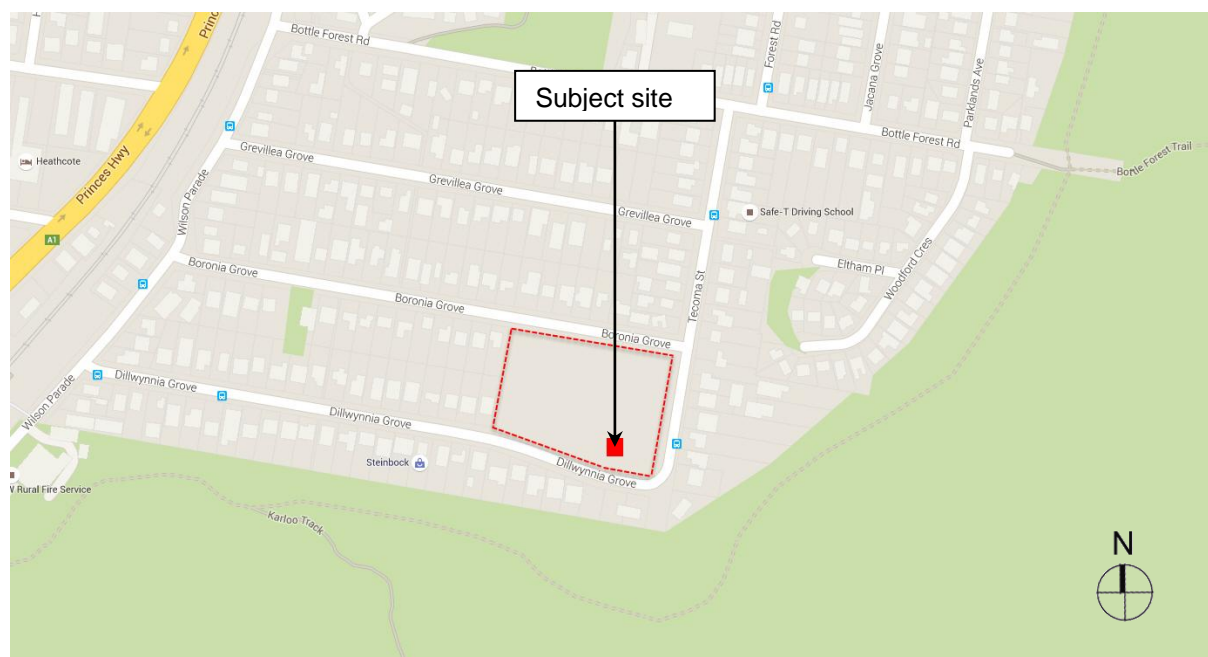 Bottle Forest Rd
Princ
Subject site
Forest Rd
Jacana Grove
Parklands Ave
Heathcote
Princes Hwy
Grevillea Grove
Bottle Forest Rd
Bottle Forest Trail
Grevillea Grove
Wilson Parade
Grevillea Grove
Safe-T Driving School
A1
Boronia Grove
Eltham Pl
Woodford Cres
Boronia Grove
Tecoma St
Boronia Grove
Dillwynnia Grove
Wilson Parade
Dillwynnia Grove
Steinbock
Dillwynnia Grove
W Rural Fire Service
Karloo Track
N